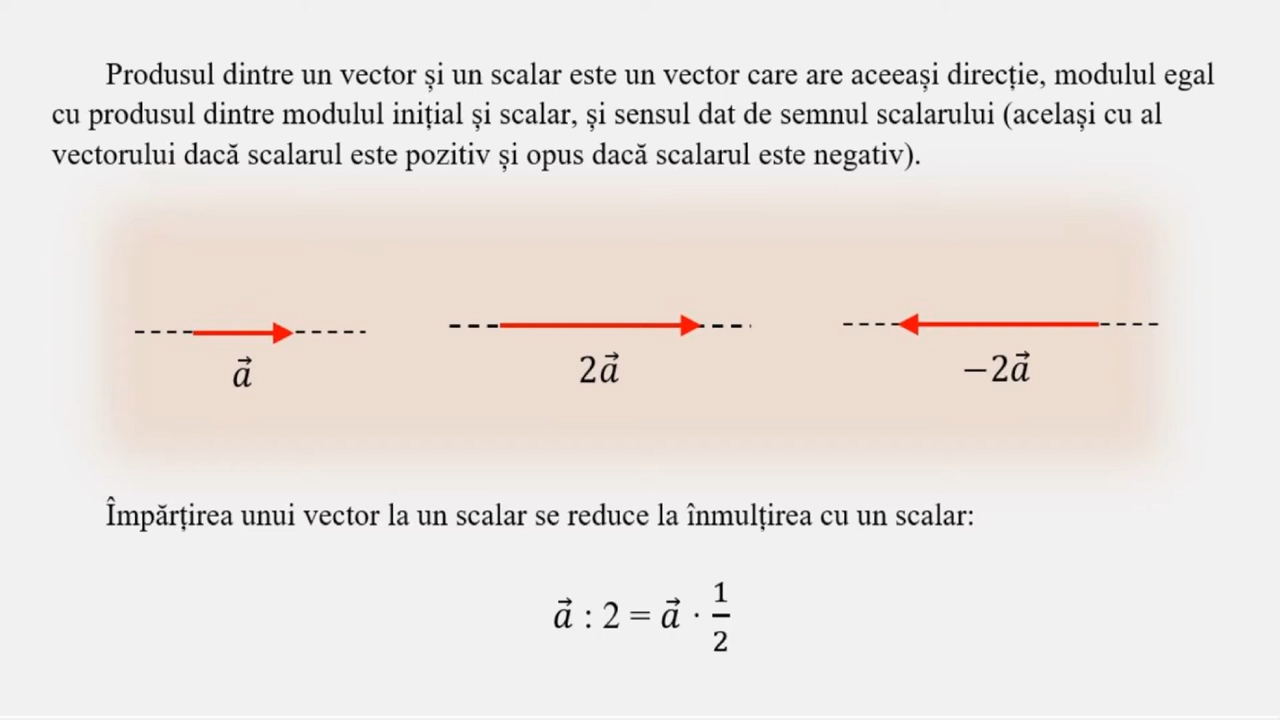 Produsul dintre un vector și un scalar este un vector care are aceeași direcție, modulul egal
cu produsul dintre modulul inițial și scalar, și sensul dat de semnul scalarului (același cu al
vectorului dacă scalarul este pozitiv și opus dacă scalarul este negativ).
a⃗ 2a⃗ −2a⃗
Împărțirea unui vector la un scalar se reduce la înmulțirea cu un scalar:
a⃗ : 2 = a⃗ · 1/2